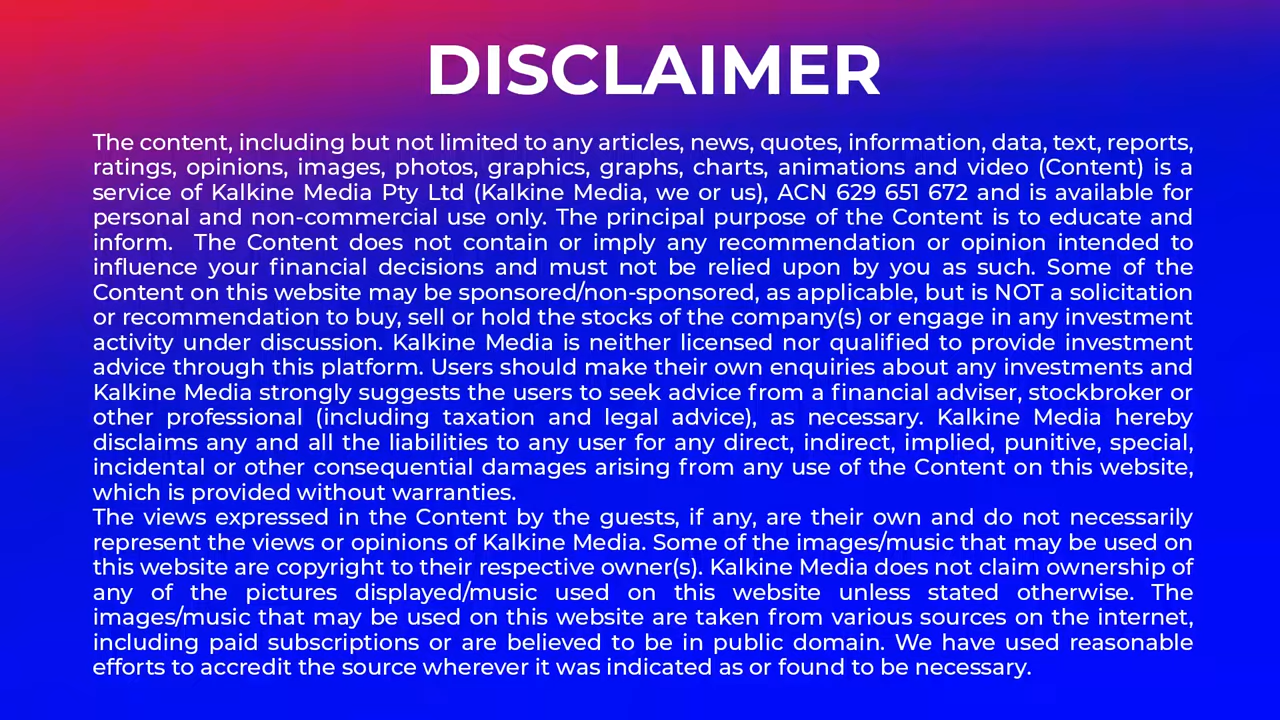 DISCLAIMER
The content, including but not limited to any articles, news, quotes, information, data, text, reports,
ratings, opinions, images, photos, graphics, graphs, charts, animations and video (Content) is a
service of Kalkine Media Pty Ltd (Kalkine Media, we or us), ACN 629 651 672 and is available for
personal and non-commercial use only. The principal purpose of the Content is to educate and
inform.  The Content does not contain or imply any recommendation or opinion intended to
influence your financial decisions and must not be relied upon by you as such. Some of the
Content on this website may be sponsored/non-sponsored, as applicable, but is NOT a solicitation
or recommendation to buy, sell or hold the stocks of the company(s) or engage in any investment
activity under discussion. Kalkine Media is neither licensed nor qualified to provide investment
advice through this platform. Users should make their own enquiries about any investments and
Kalkine Media strongly suggests the users to seek advice from a financial adviser, stockbroker or
other professional (including taxation and legal advice), as necessary. Kalkine Media hereby
disclaims any and all the liabilities to any user for any direct, indirect, implied, punitive, special,
incidental or other consequential damages arising from any use of the Content on this website,
which is provided without warranties.
The views expressed in the Content by the guests, if any, are their own and do not necessarily
represent the views or opinions of Kalkine Media. Some of the images/music that may be used on
this website are copyright to their respective owner(s). Kalkine Media does not claim ownership of
any of the pictures displayed/music used on this website unless stated otherwise. The
images/music that may be used on this website are taken from various sources on the internet,
including paid subscriptions or are believed to be in public domain. We have used reasonable
efforts to accredit the source wherever it was indicated as or found to be necessary.